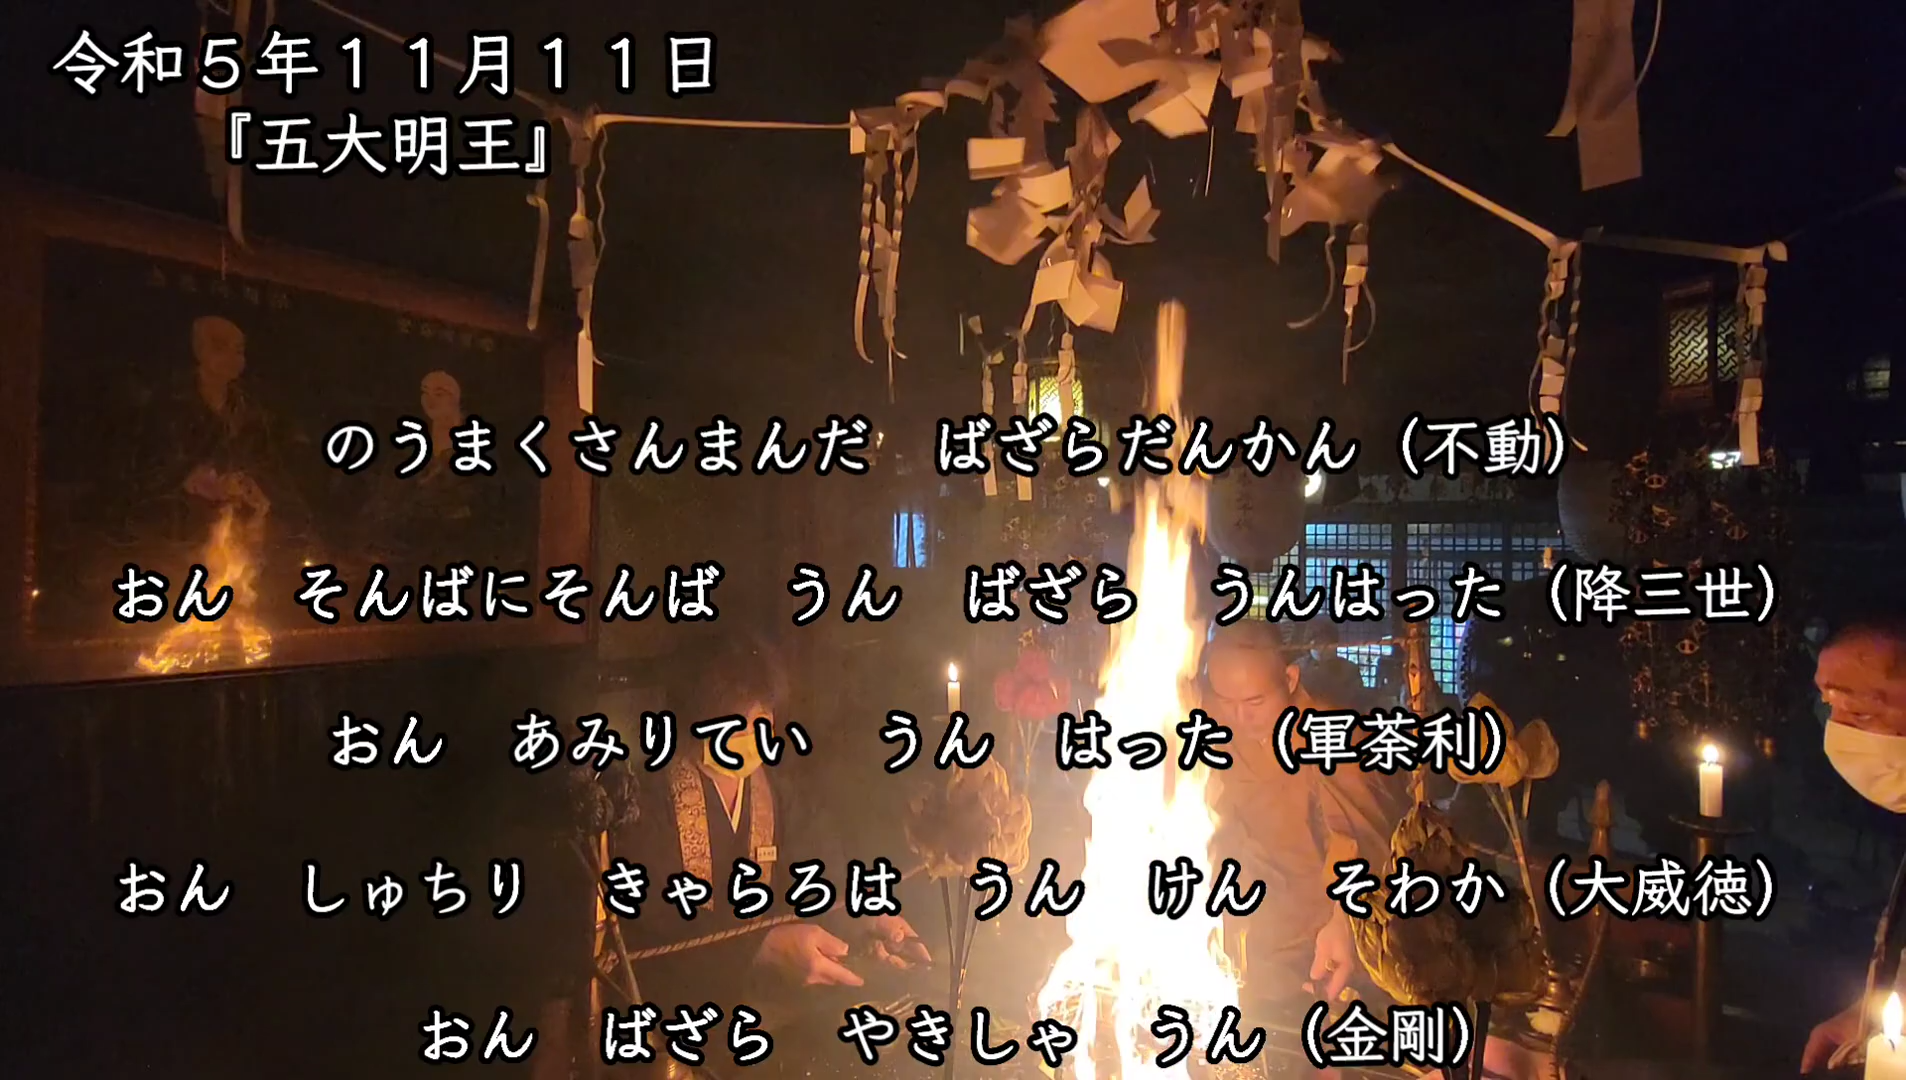 令和５年１１月１１日
『五大明王』
のうまくさんまんだ　ばざらだんかん（不動）
おん　そんばにそんば　うん　ばざら　うんはった（降三世）
おん　あみりてい　うん　はった（軍荼利）
おん　しゅちり　きゃらろは　うん　けん　そわか（大威徳）
おん　ばざら　やきしゃ　うん（金剛）